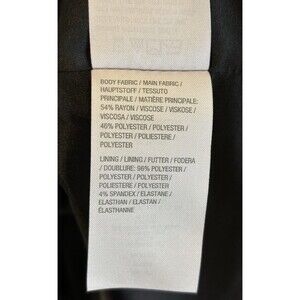 BODY FABRIC / MAIN FABRIC /
HAUPTSTOFF / TESSUTO
PRINCIPALE / MATIÈRE PRINCIPALE:
54% RAYON / VISCOSE / VISKOSE /
VISCOSA / VISCOSE
46% POLYESTER / POLYESTER /
POLYESTER / POLIESTERE /
POLYESTER
LINING / LINING / FUTTER / FODERA
/ DOUBLURE: 96% POLYESTER /
POLYESTER / POLYESTER /
POLIESTERE / POLYESTER
4% SPANDEX / ELASTANE /
ELASTHAN / ELASTAN /
ÉLASTHANNE